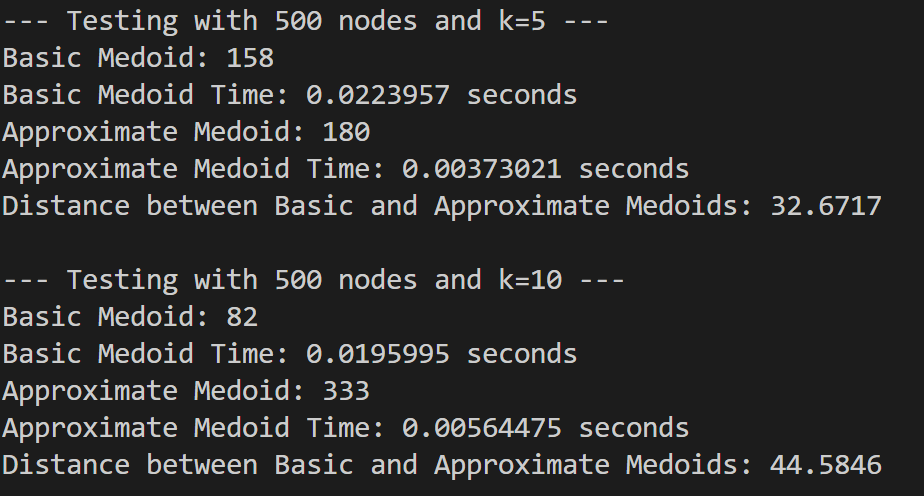 --- Testing with 500 nodes and k=5 ---
Basic Medoid: 158
Basic Medoid Time: 0.0223957 seconds
Approximate Medoid: 180
Approximate Medoid Time: 0.00373021 seconds
Distance between Basic and Approximate Medoids: 32.6717
--- Testing with 500 nodes and k=10 ---
Basic Medoid: 82
Basic Medoid Time: 0.0195995 seconds
Approximate Medoid: 333
Approximate Medoid Time: 0.00564475 seconds
Distance between Basic and Approximate Medoids: 44.5846